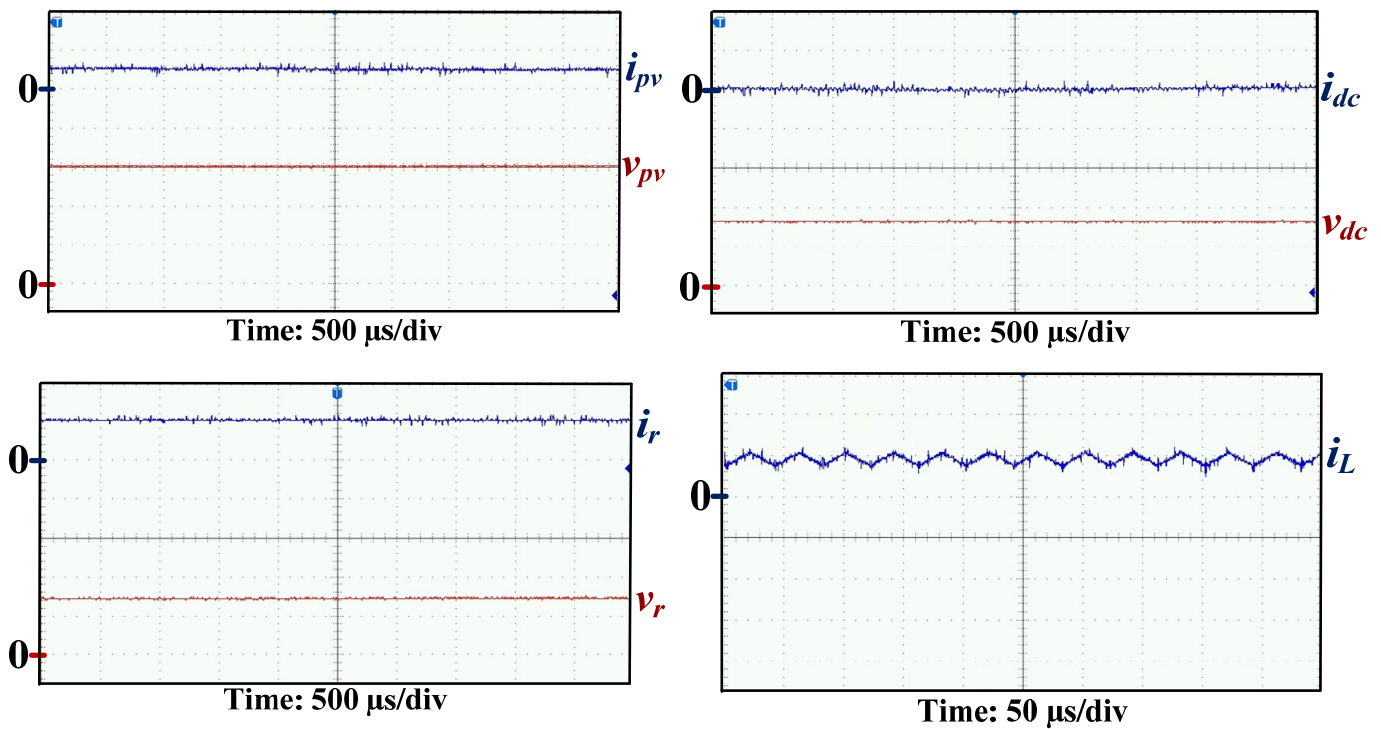 T
T
0
i_pv
0
i_dc
v_pv
v_dc
0
0
Time: 500 μs/div
Time: 500 μs/div
T
T
i_r
0
i_L
0
v_r
0
Time: 500 μs/div
Time: 50 μs/div